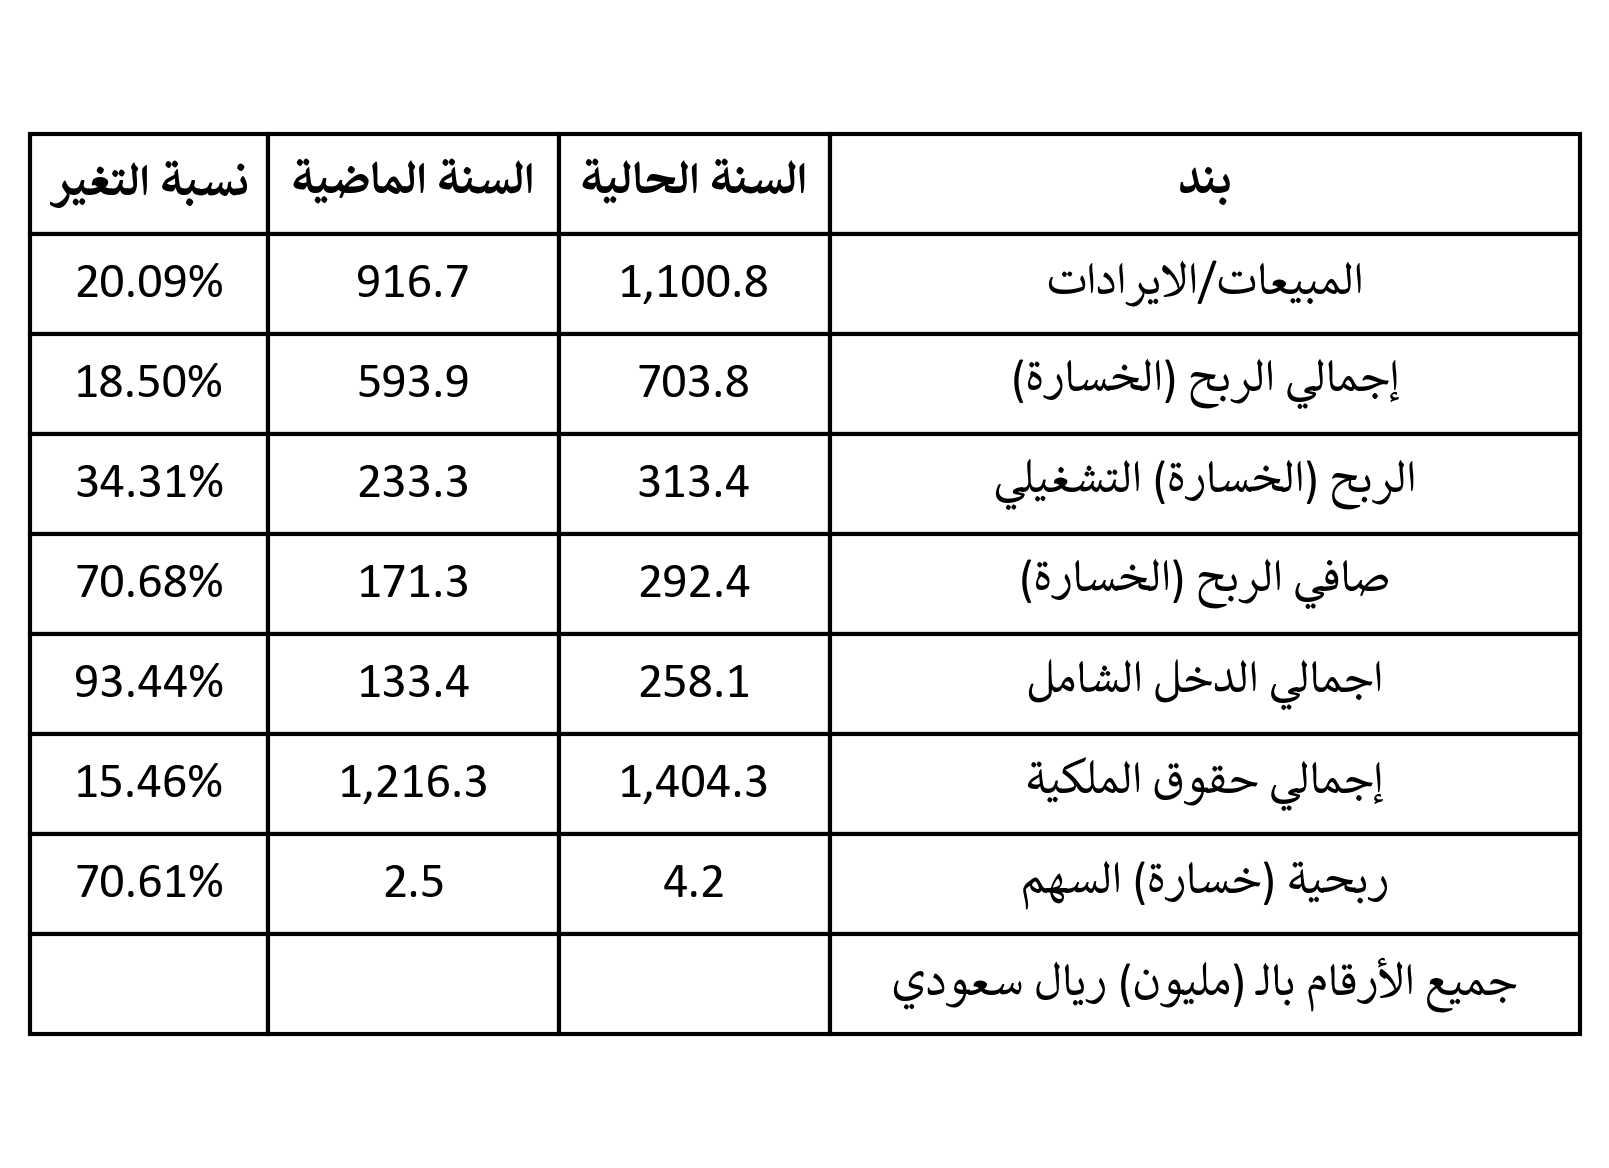 بند السنة الحالية السنة الماضية نسبة التغير
المبيعات/الايرادات 1,100.8 916.7 20.09%
إجمالي الربح (الخسارة) 703.8 593.9 18.50%
الربح (الخسارة) التشغيلي 313.4 233.3 34.31%
صافي الربح (الخسارة) 292.4 171.3 70.68%
اجمالي الدخل الشامل 258.1 133.4 93.44%
إجمالي حقوق الملكية 1,404.3 1,216.3 15.46%
ربحية (خسارة) السهم 4.2 2.5 70.61%
جميع الأرقام بالـ (مليون) ريال سعودي